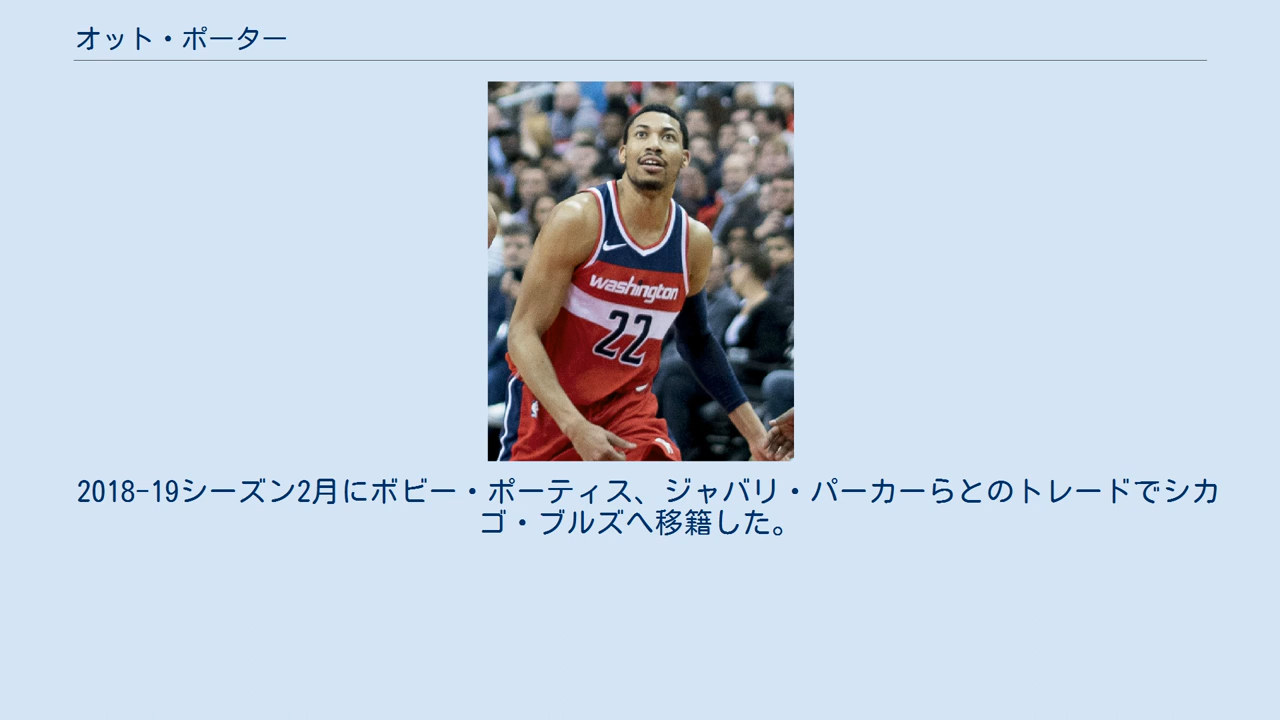 オット・ポーター
washington
22
2018-19シーズン2月にボビー・ポーティス、ジャバリ・パーカーらとのトレードでシカ
ゴ・ブルズへ移籍した。